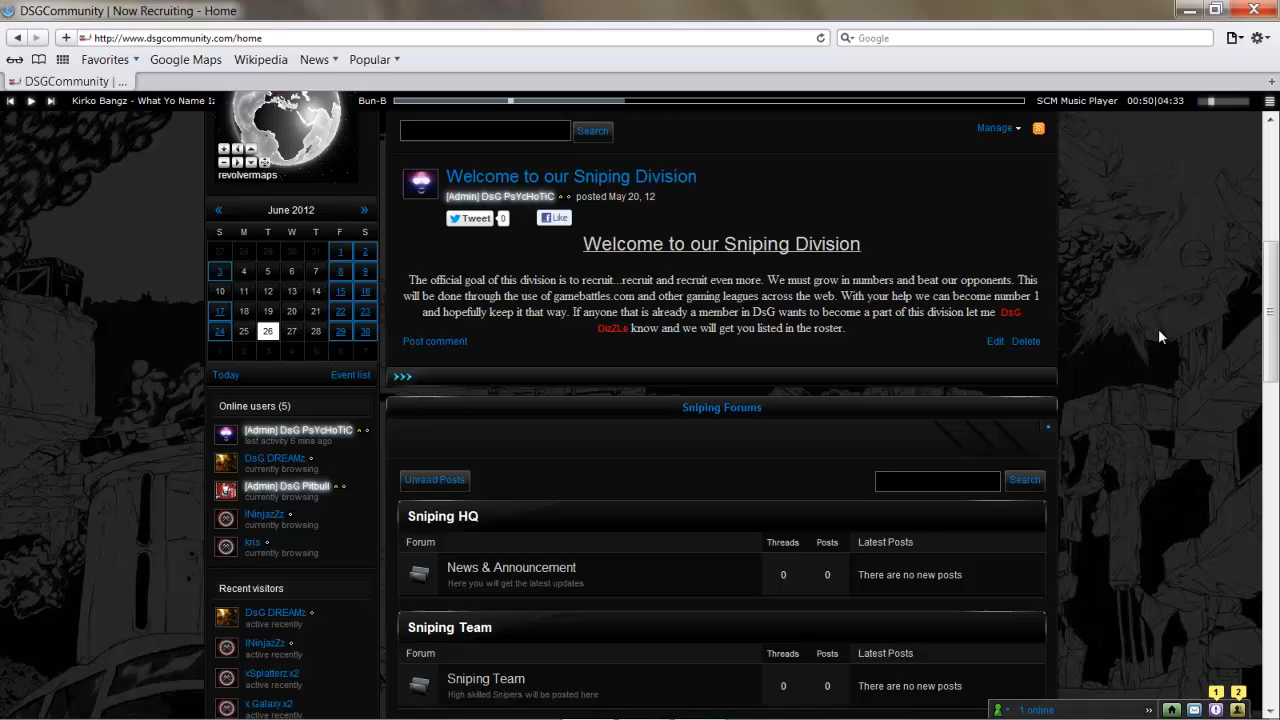 DSGCommunity | Now Recruiting - Home
http://www.dsgcommunity.com/home
Google
Favorites
Google Maps
Wikipedia
News
Popular
DSGCommunity | ...
Kirko Bangz - What Yo Name I
Bun-B
SCM Music Player
00:50|04:33
revolvermaps
Search
Manage
Welcome to our Sniping Division
[Admin] DsG PsYcHoTiC
posted May 20, 12
Tweet
0
Like
Welcome to our Sniping Division
The official goal of this division is to recruit...recruit and recruit even more. We must grow in numbers and beat our opponents. This
will be done through the use of gamebattles.com and other gaming leagues across the web. With your help we can become number 1
and hopefully keep it that way. If anyone that is already a member in DsG wants to become a part of this division let me DsG
DizZLe know and we will get you listed in the roster.
Post comment
Edit
Delete
« June 2012 »
S M T W T F S
27 28 29 30 31 1 2
3 4 5 6 7 8 9
10 11 12 13 14 15 16
17 18 19 20 21 22 23
24 25 26 27 28 29 30
1 2 3 4 5 6 7
Today
Event list
Online users (5)
[Admin] DsG PsYcHoTiC
last activity 6 mins ago
DsG DREAMz
currently browsing
[Admin] DsG Pitbull
currently browsing
INinjazZz
currently browsing
kris
currently browsing
Recent visitors
DsG DREAMz
active recently
INinjazZz
active recently
xSplatterz x2
active recently
x Galaxy x2
active recently
>>>
Sniping Forums
Unread Posts
Search
Sniping HQ
Forum
Threads
Posts
Latest Posts
News & Announcement
Here you will get the latest updates
0
0
There are no new posts
Sniping Team
Forum
Threads
Posts
Latest Posts
Sniping Team
High skilled Snipers will be posted here
0
0
There are no new posts
1 online
»
1
2